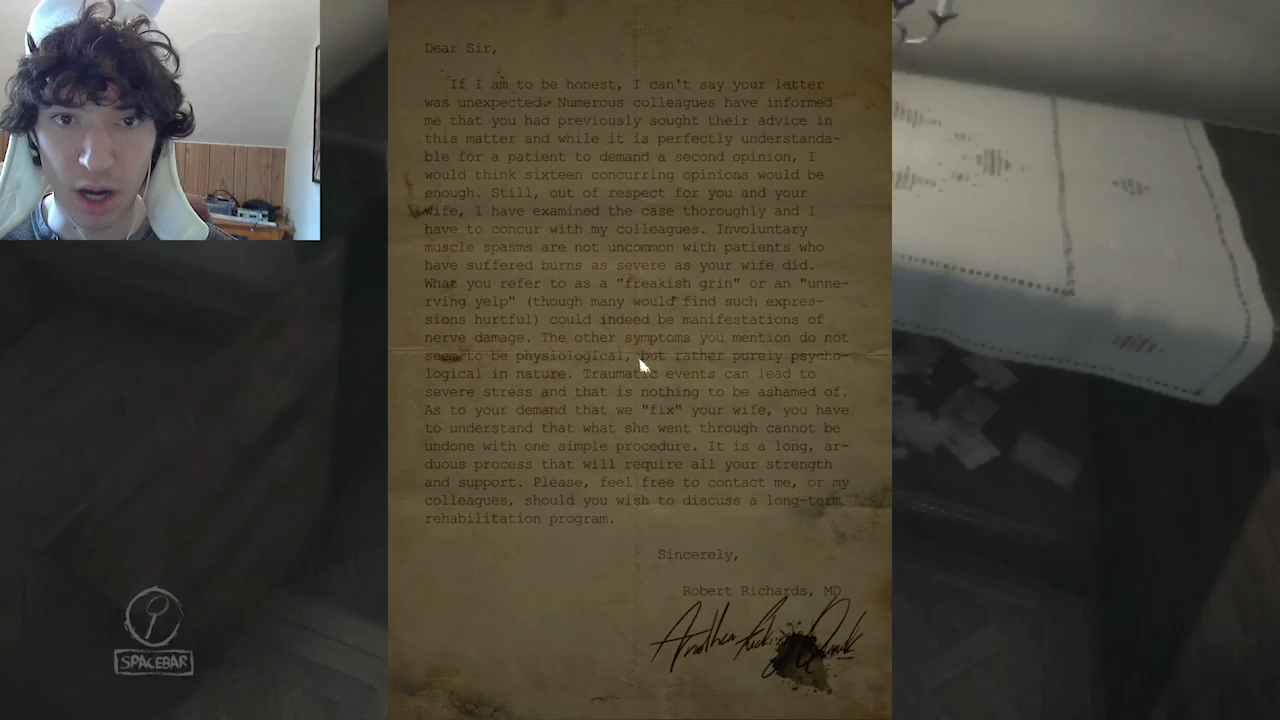 Dear Sir,
If I am to be honest, I can't say your latter
was unexpected. Numerous colleagues have informed
me that you had previously sought their advice in
this matter and while it is perfectly understanda-
ble for a patient to demand a second opinion, I
would think sixteen concurring opinions would be
enough. Still, out of respect for you and your
wife, I have examined the case thoroughly and I
have to concur with my colleagues. Involuntary
muscle spasms are not uncommon with patients who
have suffered burns as severe as your wife did.
What you refer to as a "freakish grin" or an "unne-
rving yelp" (though many would find such expres-
sions hurtful) could indeed be manifestations of
nerve damage. The other symptoms you mention do not
seem to be physiological, but rather purely psycho-
logical in nature. Traumatic events can lead to
severe stress and that is nothing to be ashamed of.
As to your demand that we "fix" your wife, you have
to understand that what she went through cannot be
undone with one simple procedure. It is a long, ar-
duous process that will require all your strength
and support. Please, feel free to contact me, or my
colleagues, should you wish to discuss a long-term
rehabilitation program.
Sincerely,
Robert Richards, MD
Another
SPACEBAR